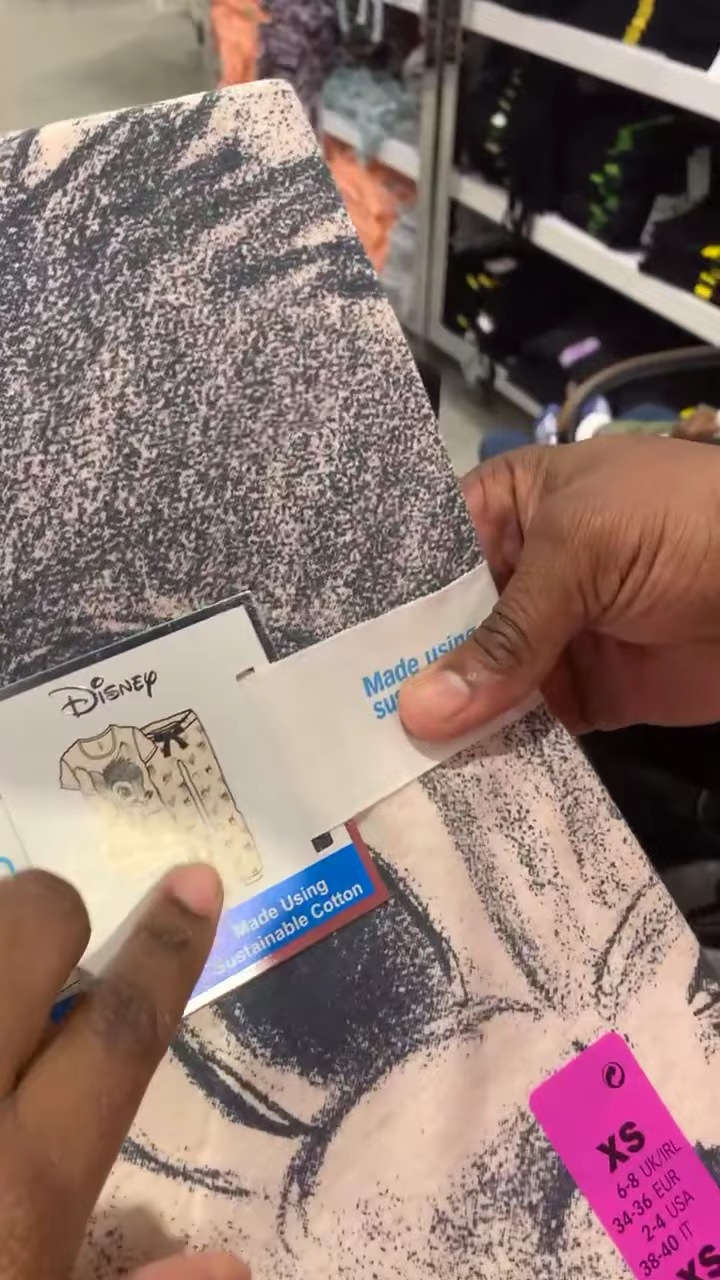 Disney
Made using
Made Using
Sustainable Cotton
XS
6-8 UK/IRL
34-36 EUR
2-4 USA
38-40 IT
XS